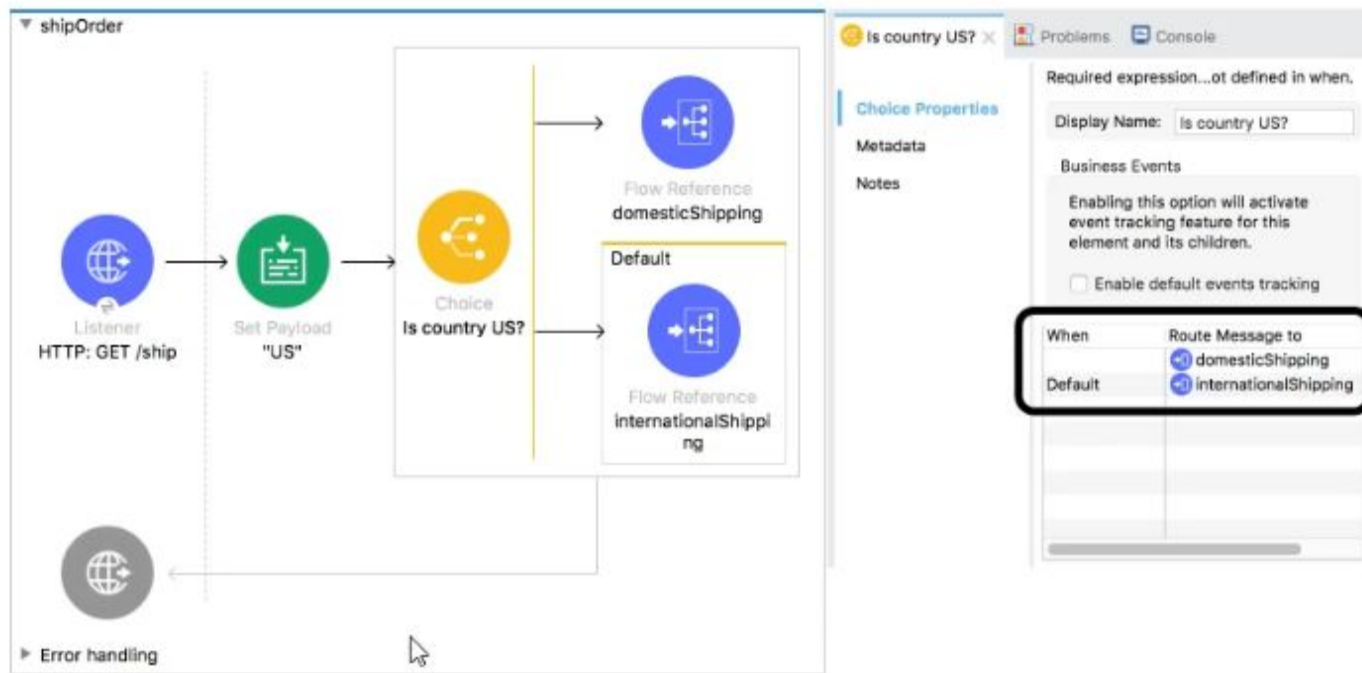 shipOrder
Listener
HTTP: GET /ship
Set Payload
"US"
Choice
Is country US?
Flow Reference
domesticShipping
Default
Flow Reference
internationalShippi
ng
Error handling
Is country US?
Problems
Console
Choice Properties
Metadata
Notes
Required expression...ot defined in when.
Display Name: Is country US?
Business Events
Enabling this option will activate
event tracking feature for this
element and its children.
Enable default events tracking
When Route Message to
domesticShipping
Default internationalShipping